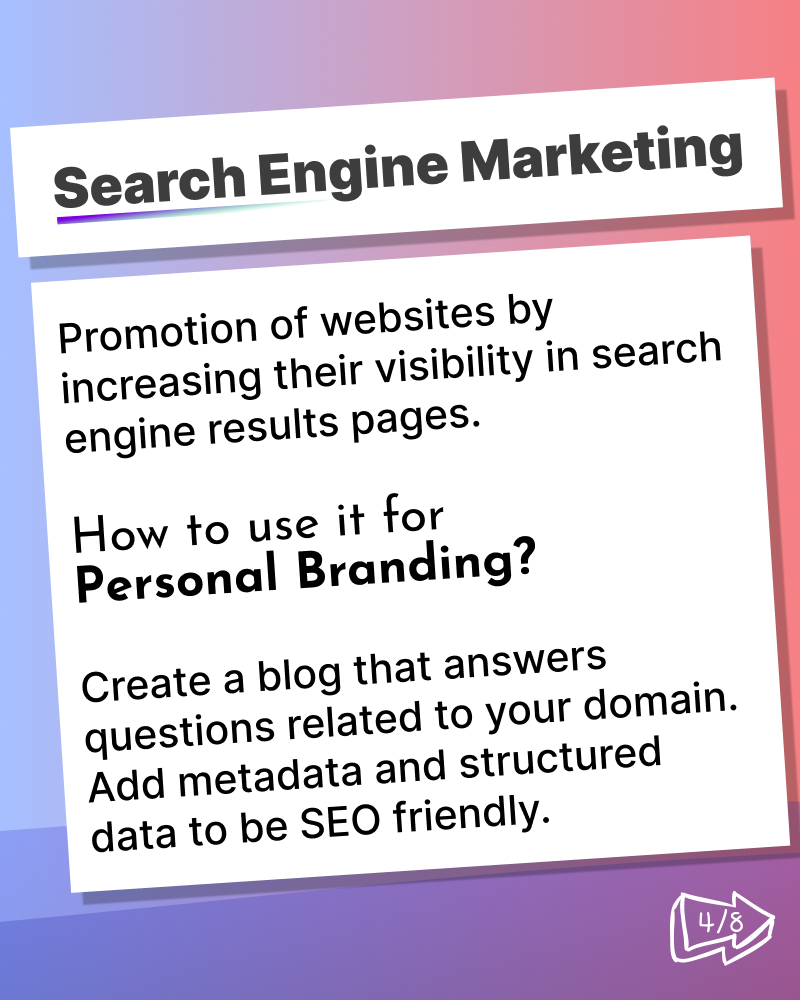 Search Engine Marketing
Promotion of websites by
increasing their visibility in search
engine results pages.
How to use it for
Personal Branding?
Create a blog that answers
questions related to your domain.
Add metadata and structured
data to be SEO friendly.
4/8